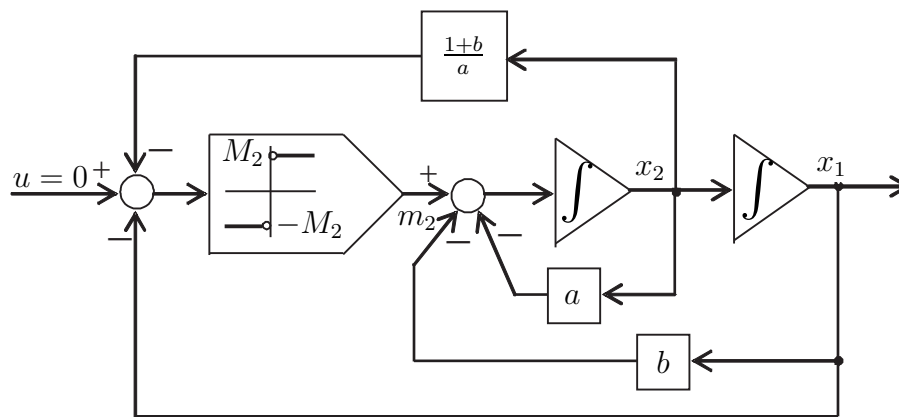 1+b
a
−
M₂
x₂
x₁
u = 0 +
+
∫
∫
−M₂
m₂
−
−
−
a
b